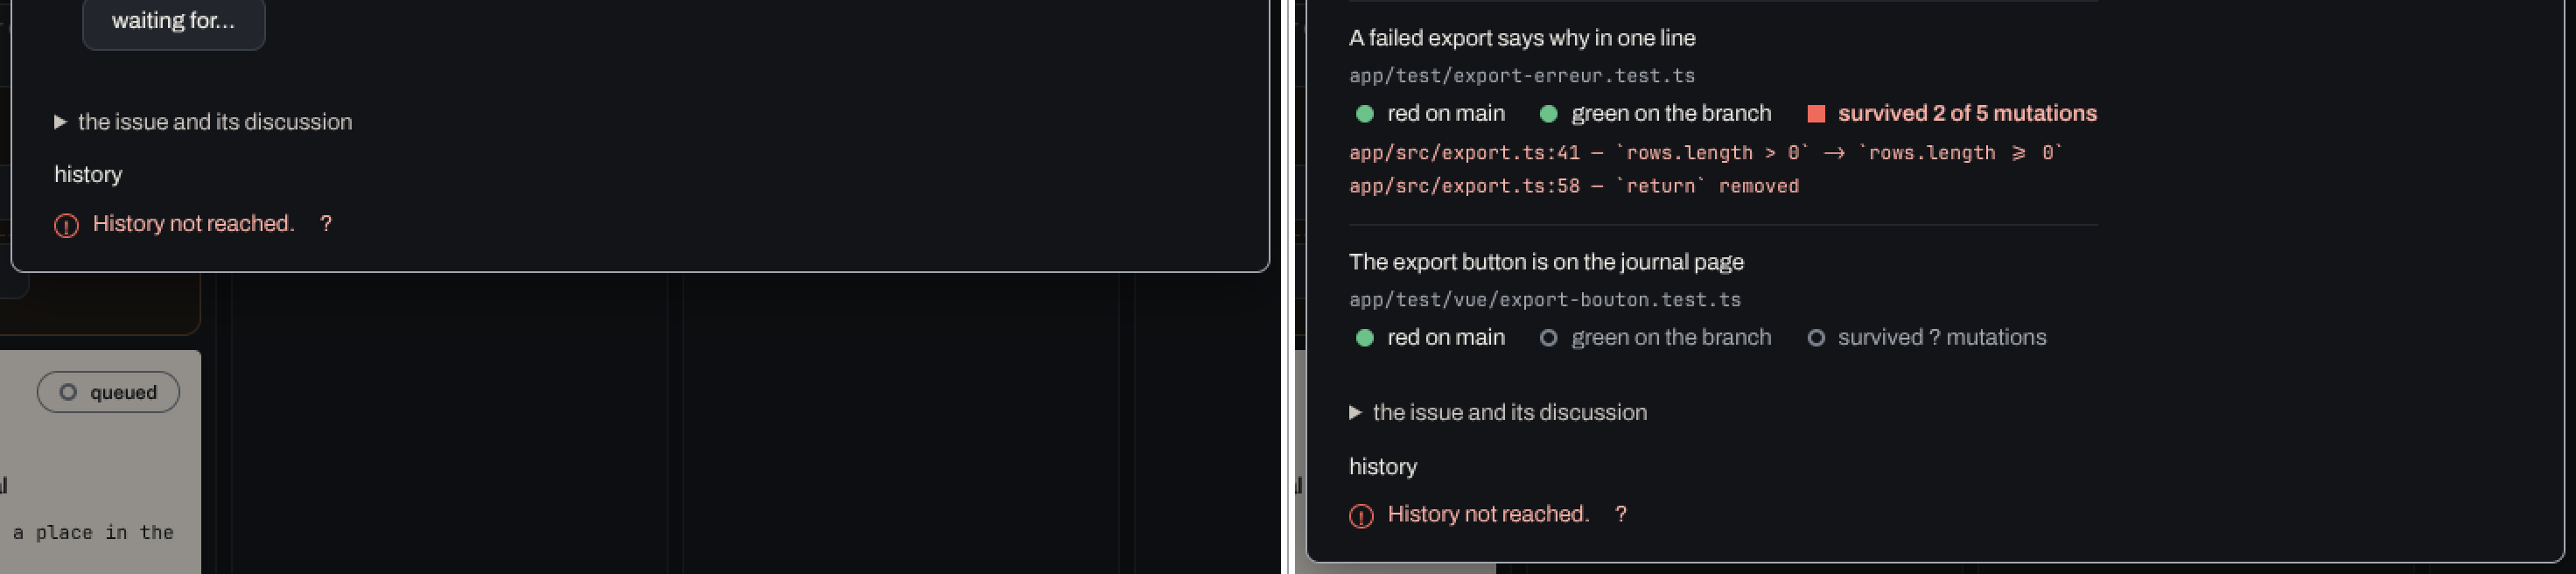 waiting for...
▶ the issue and its discussion
history
History not reached. ?
queued
a place in the
A failed export says why in one line
app/test/export-erreur.test.ts
red on main green on the branch survived 2 of 5 mutations
app/src/export.ts:41 — `rows.length > 0` → `rows.length ⩾ 0`
app/src/export.ts:58 — `return` removed
The export button is on the journal page
app/test/vue/export-bouton.test.ts
red on main green on the branch survived ? mutations
▶ the issue and its discussion
history
History not reached. ?